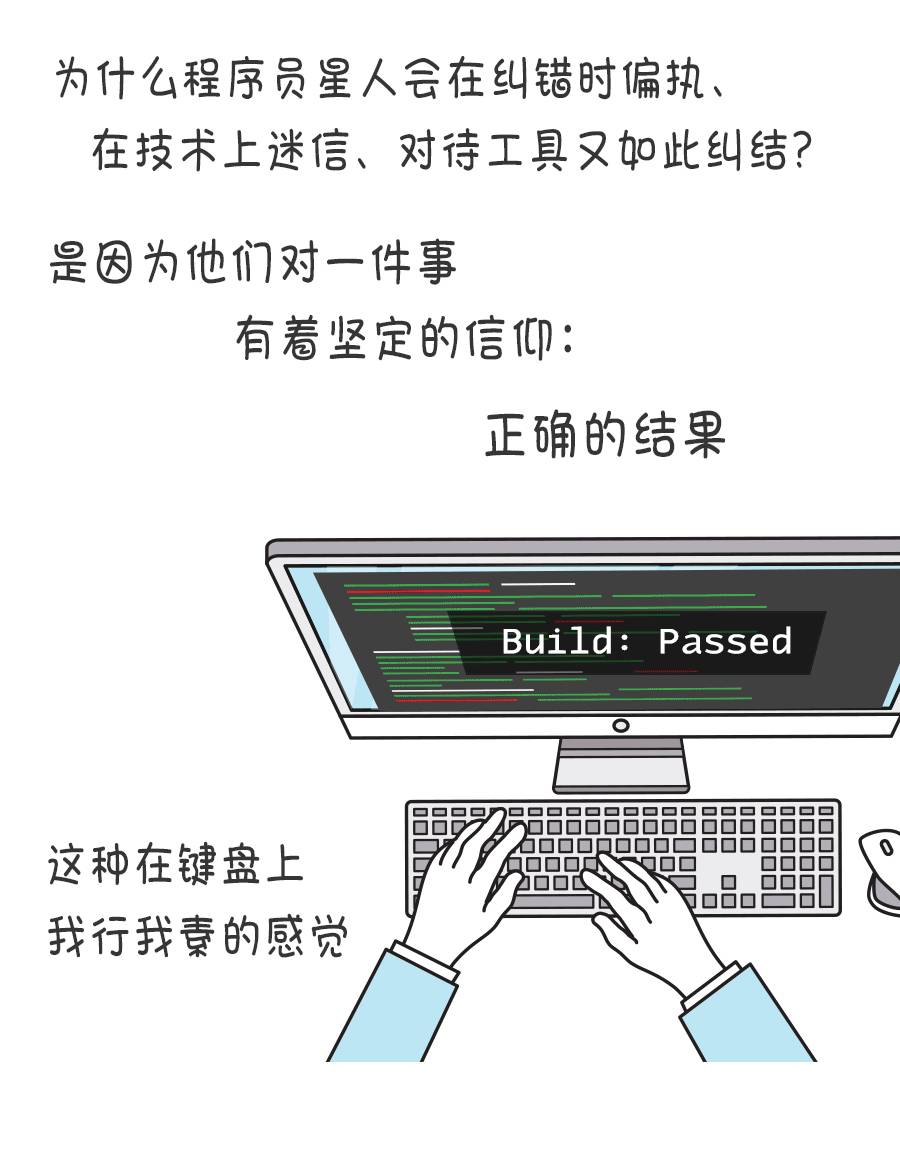 为什么程序员星人会在纠错时偏执、
在技术上迷信、对待工具又如此纠结?
是因为他们对一件事
有着坚定的信仰：
正确的结果
Build: Passed
这种在键盘上
我行我素的感觉